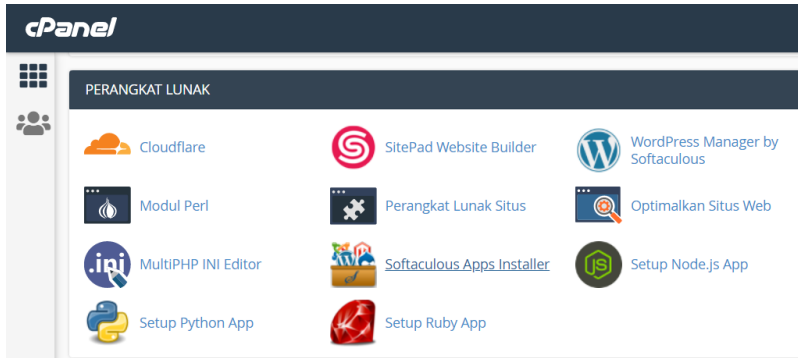 cPanel
PERANGKAT LUNAK
Cloudflare
SitePad Website Builder
WordPress Manager by
Softaculous
Modul Perl
Perangkat Lunak Situs
Optimalkan Situs Web
.ini
MultiPHP INI Editor
Softaculous Apps Installer
JS
Setup Node.js App
Setup Python App
Setup Ruby App